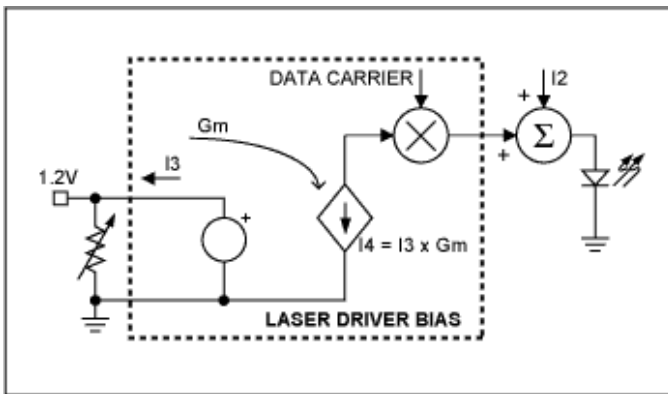 DATA CARRIER
I2
+
Gm
+
Σ
I3
1.2V
+
I4 = I3 x Gm
LASER DRIVER BIAS